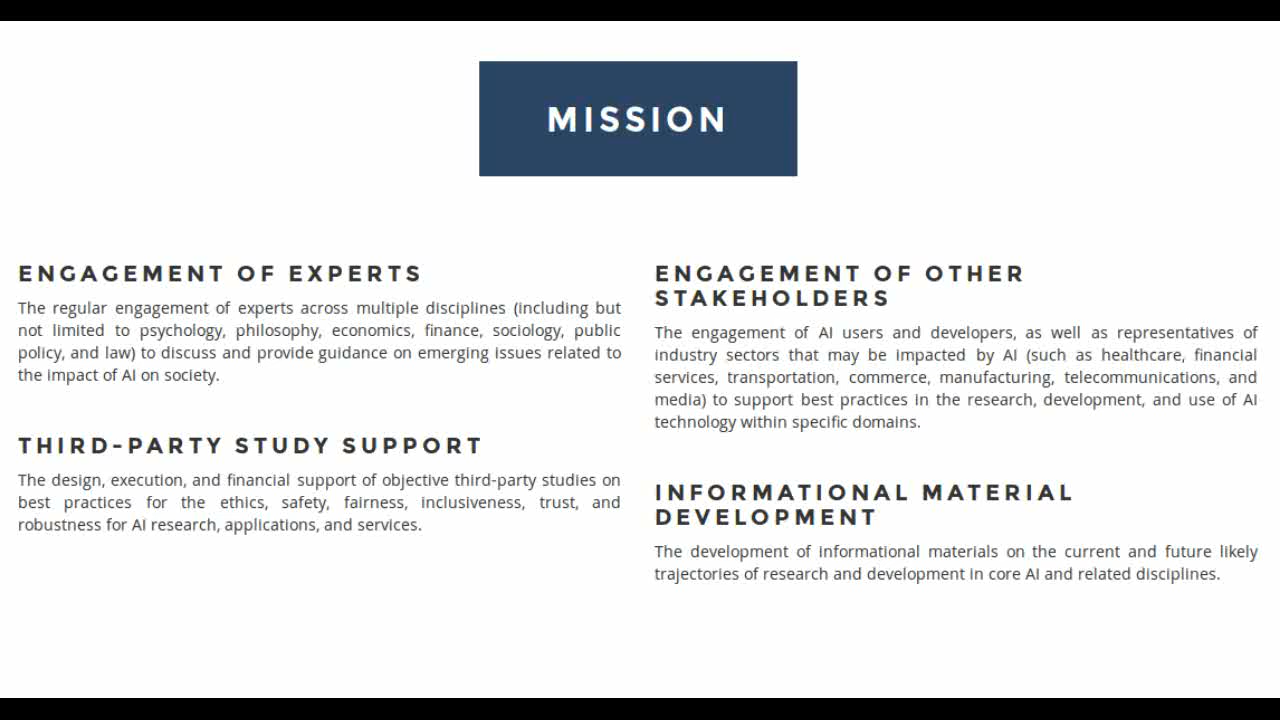 MISSION
ENGAGEMENT OF EXPERTS
The regular engagement of experts across multiple disciplines (including but
not limited to psychology, philosophy, economics, finance, sociology, public
policy, and law) to discuss and provide guidance on emerging issues related to
the impact of AI on society.
THIRD-PARTY STUDY SUPPORT
The design, execution, and financial support of objective third-party studies on
best practices for the ethics, safety, fairness, inclusiveness, trust, and
robustness for AI research, applications, and services.
ENGAGEMENT OF OTHER
STAKEHOLDERS
The engagement of AI users and developers, as well as representatives of
industry sectors that may be impacted by AI (such as healthcare, financial
services, transportation, commerce, manufacturing, telecommunications, and
media) to support best practices in the research, development, and use of AI
technology within specific domains.
INFORMATIONAL MATERIAL
DEVELOPMENT
The development of informational materials on the current and future likely
trajectories of research and development in core AI and related disciplines.